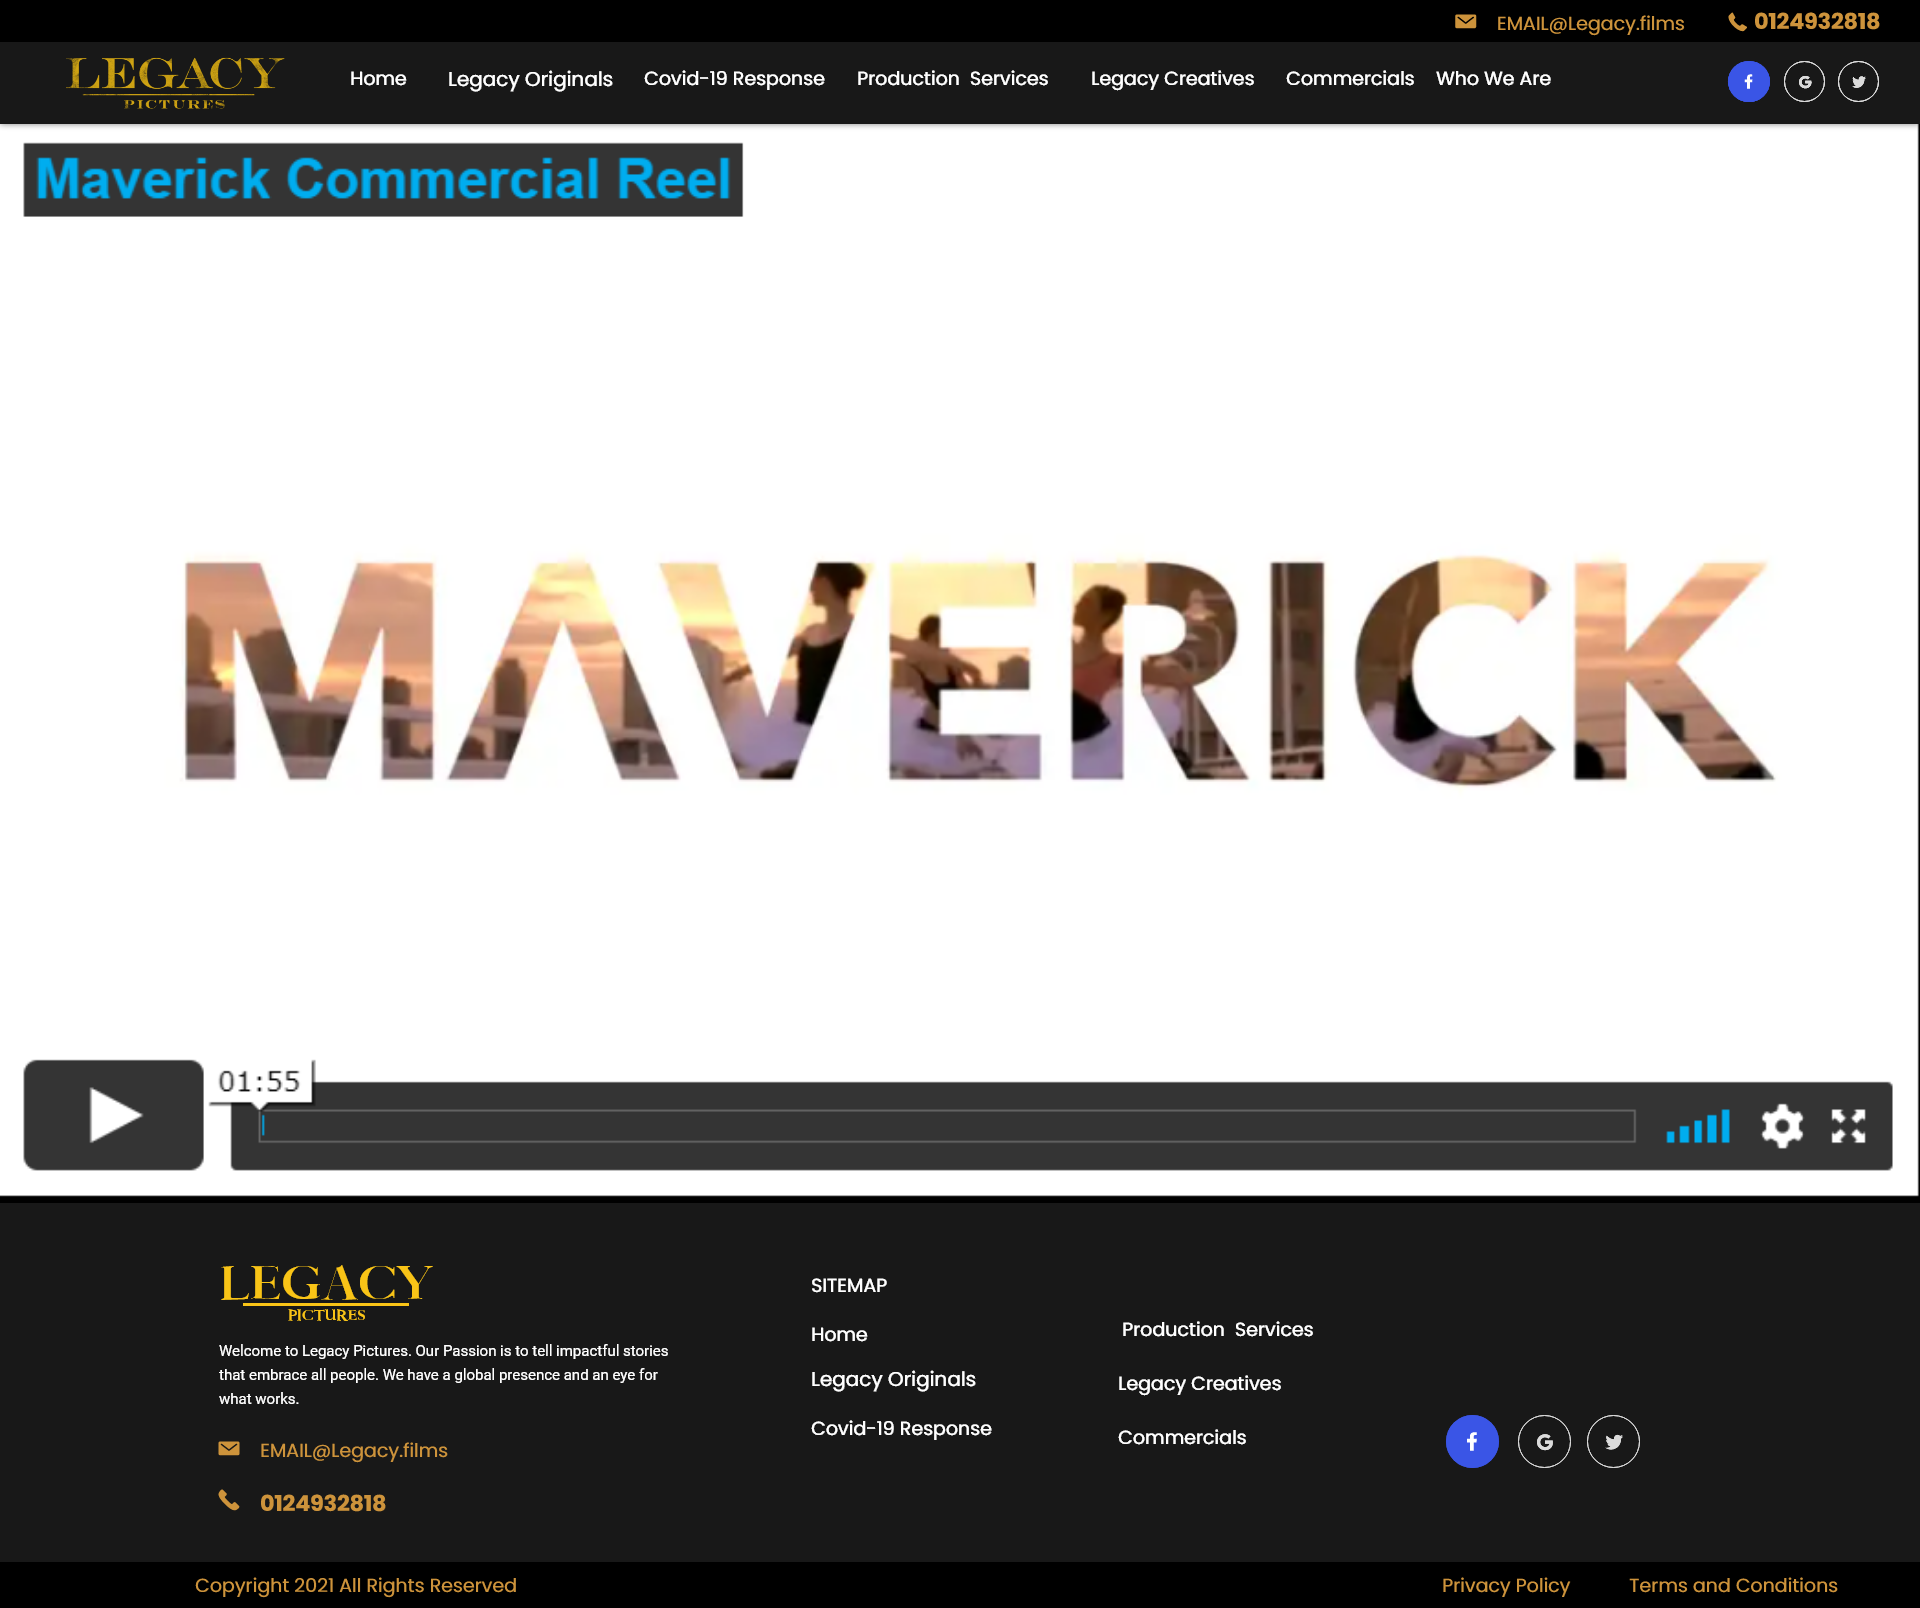 EMAIL@Legacy.films 0124932818
LEGACY
PICTURES
Home Legacy Originals Covid-19 Response Production Services Legacy Creatives Commercials Who We Are
Maverick Commercial Reel
MAVERICK
01:55
LEGACY
PICTURES
Welcome to Legacy Pictures. Our Passion is to tell impactful stories
that embrace all people. We have a global presence and an eye for
what works.
EMAIL@Legacy.films
0124932818
SITEMAP
Home
Legacy Originals
Covid-19 Response
Production Services
Legacy Creatives
Commercials
Copyright 2021 All Rights Reserved
Privacy Policy Terms and Conditions